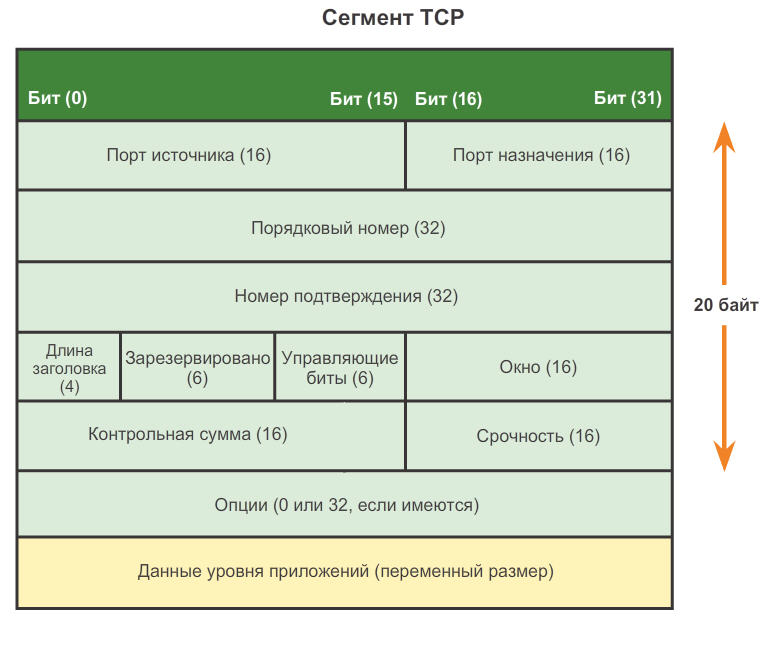 Сегмент TCP
Бит (0)
Бит (15)
Бит (16)
Бит (31)
Порт источника (16)
Порт назначения (16)
Порядковый номер (32)
Номер подтверждения (32)
20 байт
Длина
заголовка
(4)
Зарезервировано
(6)
Управляющие
биты (6)
Окно (16)
Контрольная сумма (16)
Срочность (16)
Опции (0 или 32, если имеются)
Данные уровня приложений (переменный размер)